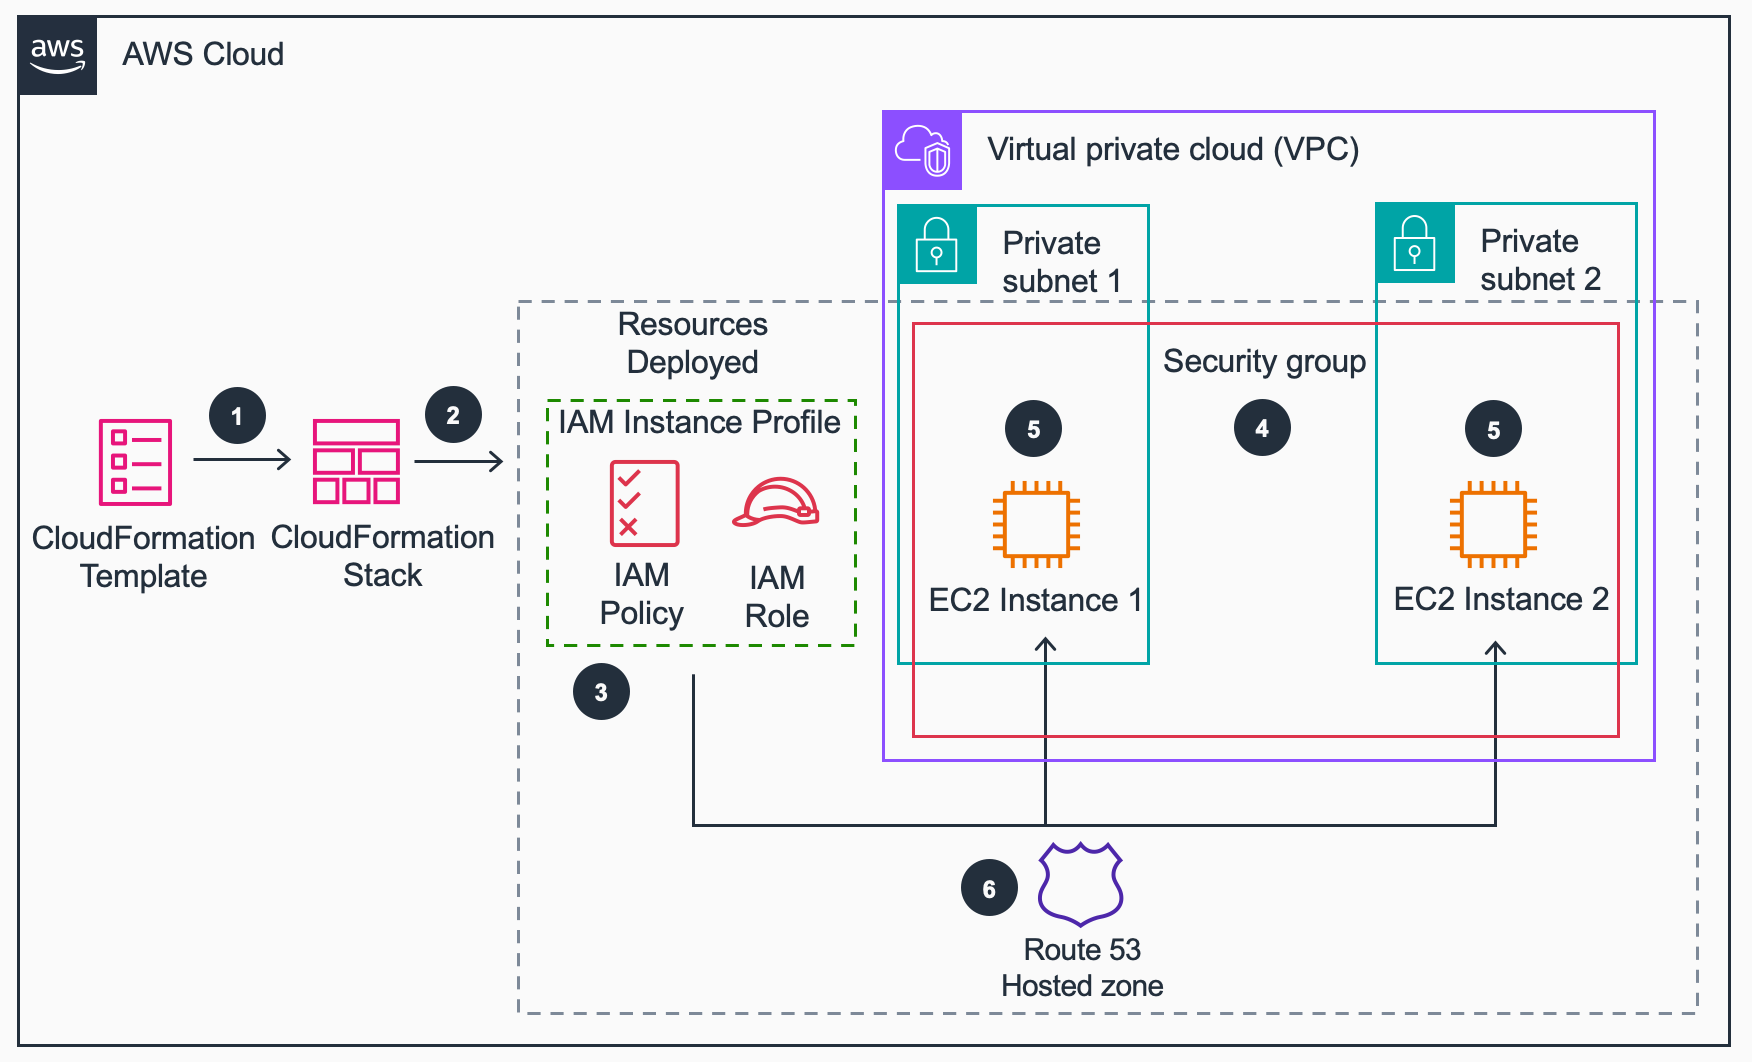 aws
AWS Cloud
Virtual private cloud (VPC)
Private
subnet 1
Private
subnet 2
Resources
Deployed
Security group
1
2
IAM Instance Profile
5
4
5
CloudFormation
Template
CloudFormation
Stack
IAM
Policy
IAM
Role
EC2 Instance 1
EC2 Instance 2
3
6
Route 53
Hosted zone